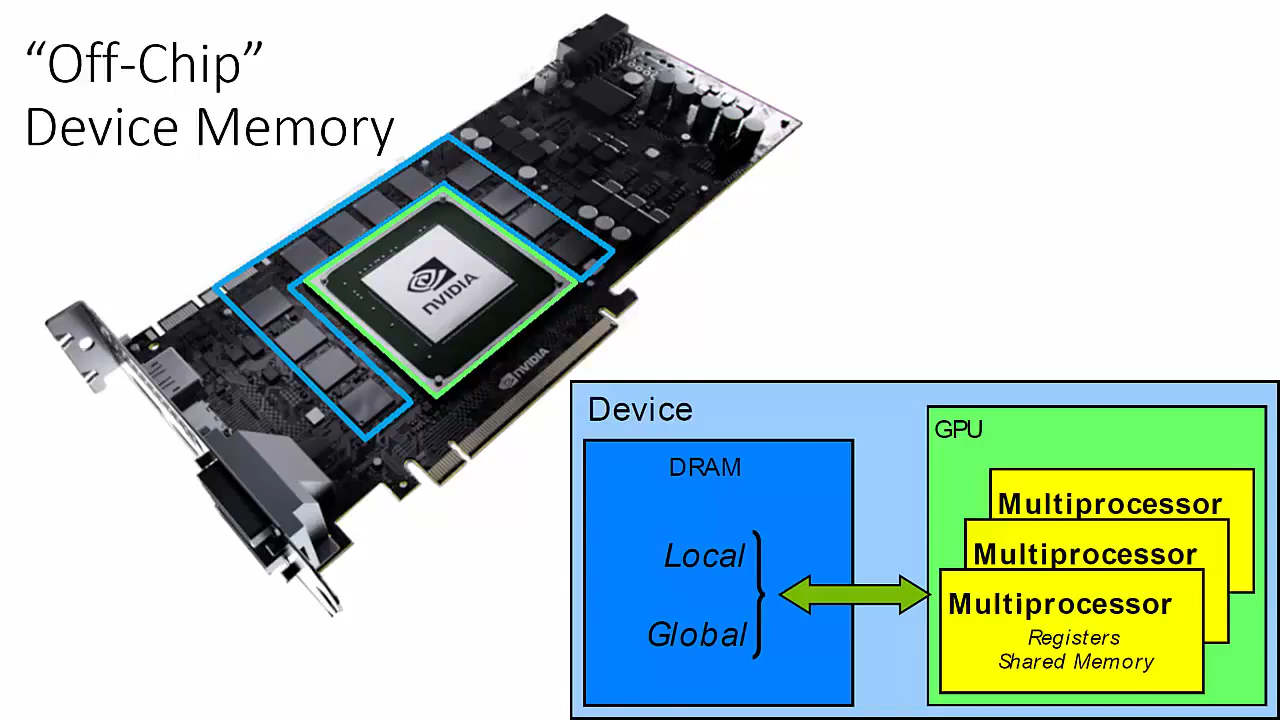 “Off-Chip”
Device Memory
NVIDIA
NVIDIA
Device
DRAM
Local
Global
GPU
Multiprocessor
Multiprocessor
Multiprocessor
Registers
Shared Memory